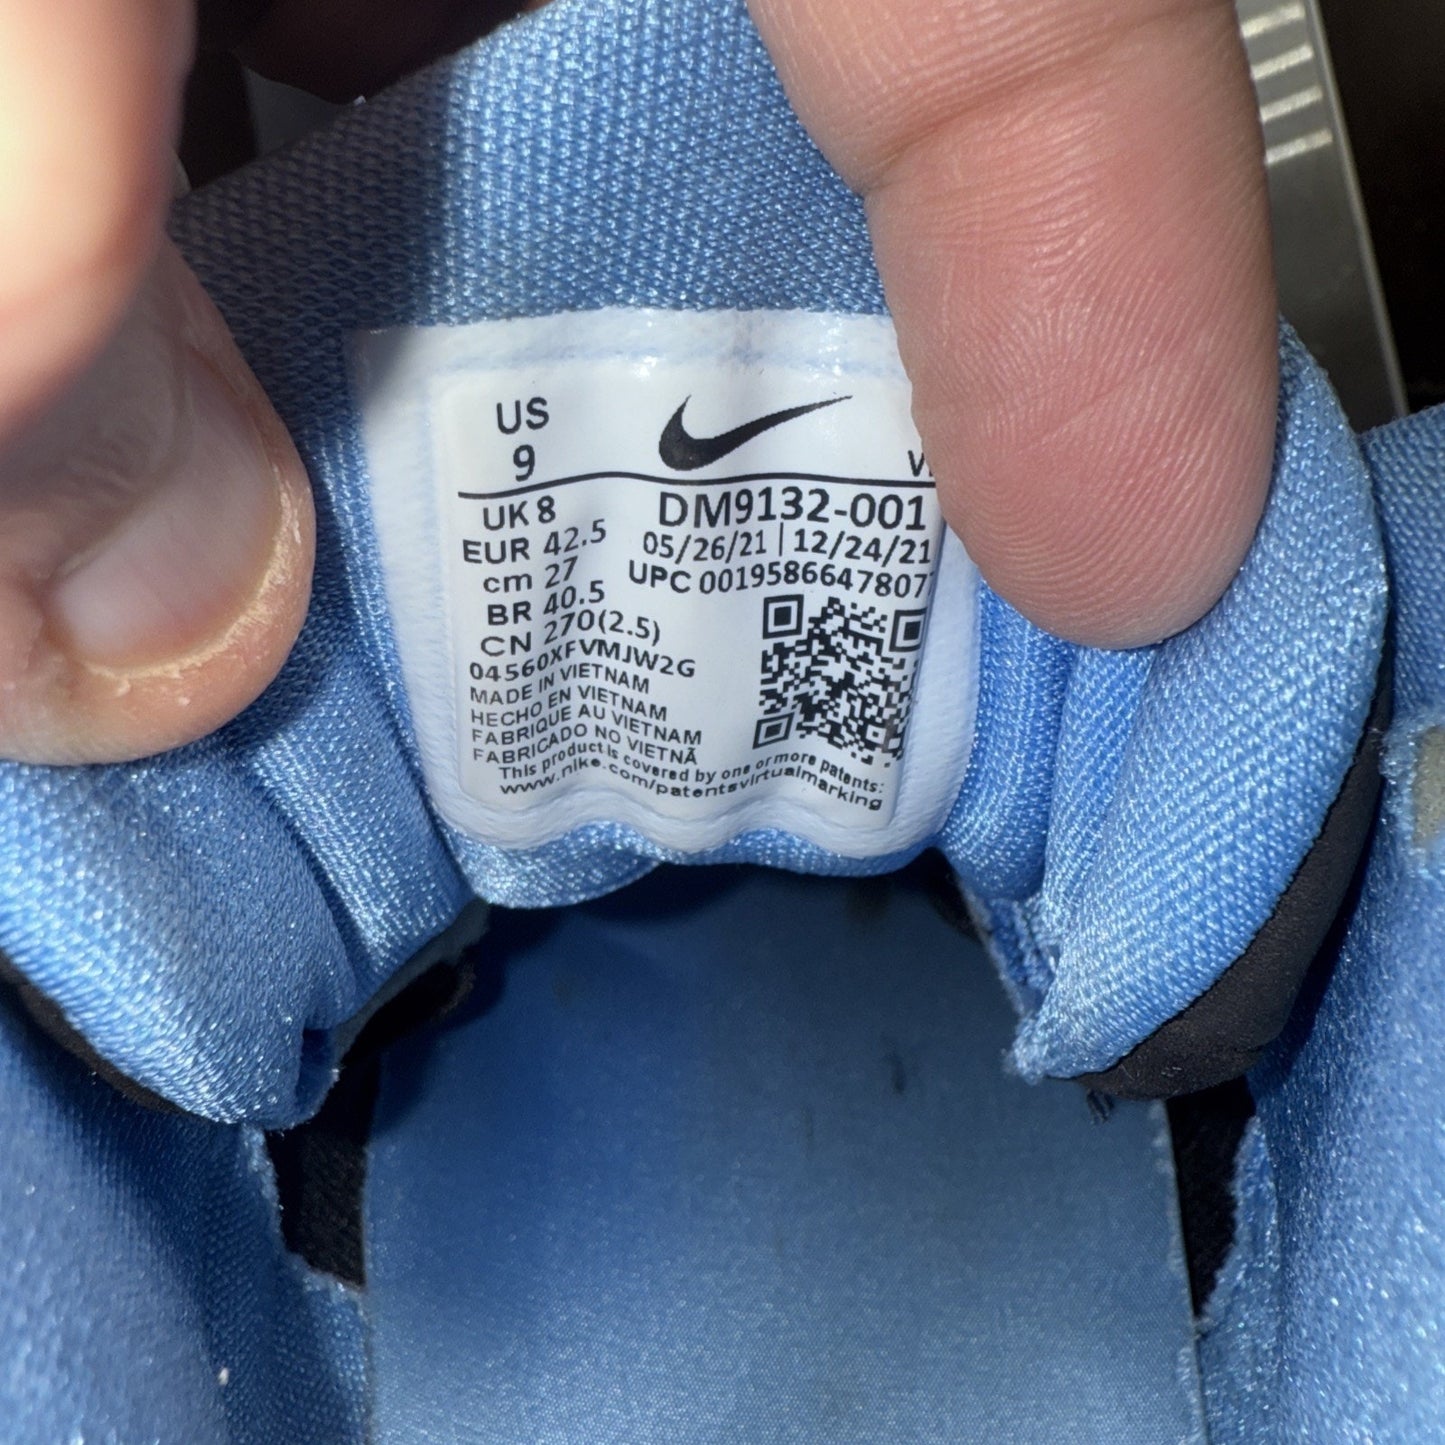 US
9
UK 8
EUR 42.5
cm 27
BR 40.5
CN 270(2.5)
04560XFVMJW2G
MADE IN VIETNAM
HECHO EN VIETNAM
FABRIQUE AU VIETNAM
FABRICADO NO VIETNÃ
This product is covered by one or more patents:
www.nike.com/patentsvirtualmarking
DM9132-001
05/26/21 | 12/24/21
UPC 00195866478077